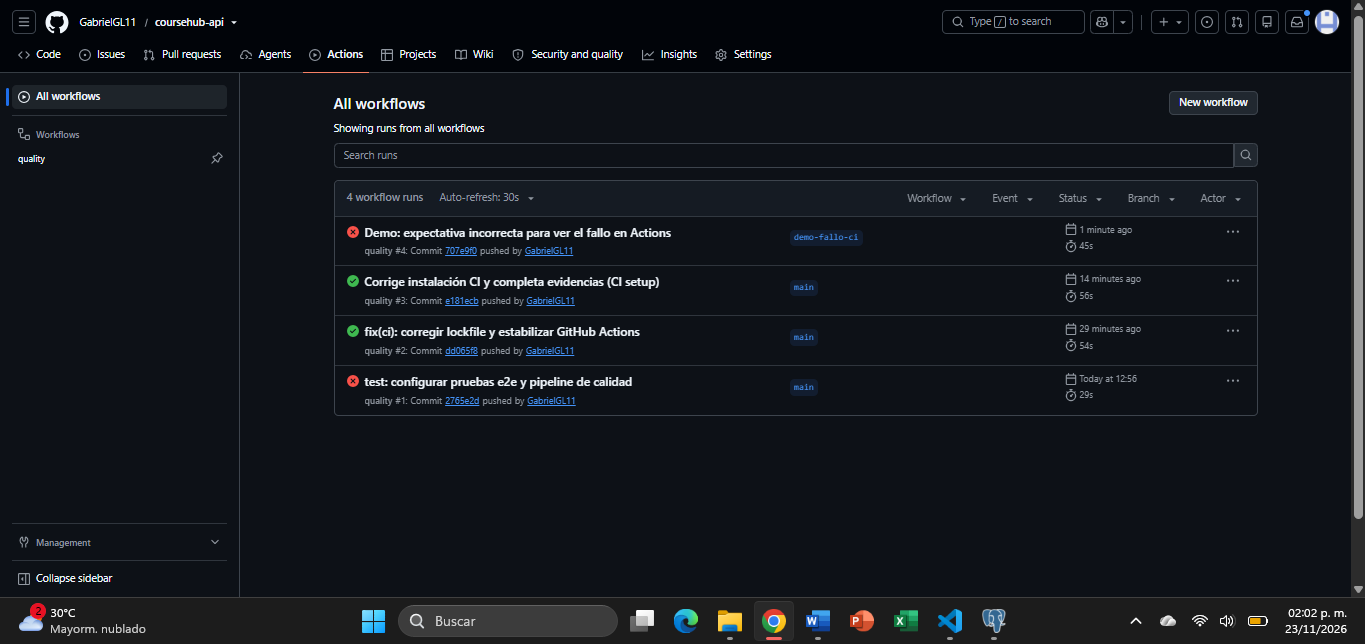 GabrielGL11 / coursehub-api
Type / to search
Code
Issues
Pull requests
Agents
Actions
Projects
Wiki
Security and quality
Insights
Settings
All workflows
Workflows
quality
Management
Collapse sidebar
All workflows
New workflow
Showing runs from all workflows
Search runs
4 workflow runs
Auto-refresh: 30s
Workflow
Event
Status
Branch
Actor
Demo: expectativa incorrecta para ver el fallo en Actions
quality #4: Commit 707e9f0 pushed by GabrielGL11
demo-fallo-ci
1 minute ago
45s
Corrige instalación CI y completa evidencias (CI setup)
quality #3: Commit e181ecb pushed by GabrielGL11
main
14 minutes ago
56s
fix(ci): corregir lockfile y estabilizar GitHub Actions
quality #2: Commit dd065f8 pushed by GabrielGL11
main
29 minutes ago
54s
test: configurar pruebas e2e y pipeline de calidad
quality #1: Commit 2765e2d pushed by GabrielGL11
main
Today at 12:56
29s
2
30°C
Mayorm. nublado
Buscar
02:02 p. m.
23/11/2026